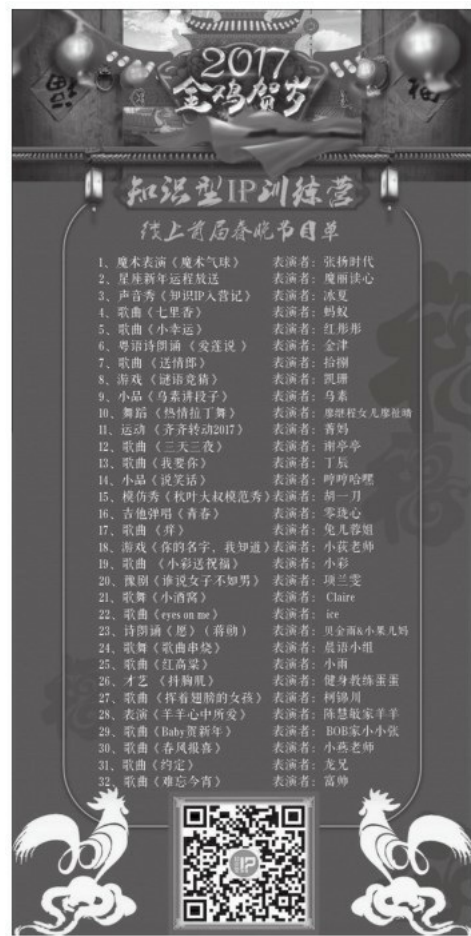 2017
金鸡贺岁
福
知识型IP训练营
线上首届春晚节目单
1、魔术表演《魔术气球》 表演者：张扬时代
2、星座新年运程放送 表演者：魔丽读心
3、声音秀《知识IP入营记》 表演者：冰夏
4、歌曲《七里香》 表演者：蚂蚁
5、歌曲《小幸运》 表演者：红彤彤
6、粤语诗朗诵 《爱莲说 》 表演者：金津
7、歌曲《送情郎》 表演者：拾捌
8、游戏《谜语竞猜》 表演者：凯珊
9、小品《乌素讲段子》 表演者：乌素
10、舞蹈《热情拉丁舞》 表演者：廖继程女儿廖祉晴
11、运动《齐齐转动2017》 表演者：蓉妈
12、歌曲《三天三夜》 表演者：谢亭亭
13、歌曲《我要你》 表演者：丁辰
14、小品《说笑话》 表演者：哼哼哈嘿
15、模仿秀《秋叶大叔模范秀》表演者：胡一刀
16、吉他弹唱《青春》 表演者：零珑心
17、歌曲《痒》 表演者：兔儿蓉姐
18、游戏《你的名字，我知道》表演者：小荻老师
19、歌曲 《小彩送祝福》 表演者：小彩
20、豫剧《谁说女子不如男》 表演者：项兰雯
21、歌舞《小酒窝》 表演者： Claire
22、歌曲《eyes on me》 表演者： ice
23、诗朗诵《愿》（蒋勋） 表演者：贝金雨&小果儿妈
24、歌舞《歌曲串烧》 表演者：晨语小组
25、歌曲《红高粱》 表演者：小雨
26、才艺 《抖胸肌》 表演者：健身教练蛋蛋
27、歌曲《挥着翅膀的女孩》 表演者：柯锦川
28、表演《羊羊心中所爱》 表演者：陈慧敏家羊羊
29、歌曲《Baby贺新年》 表演者： BOB家小小张
30、歌曲《春风报喜》 表演者：小燕老师
31、歌曲《约定》 表演者：龙兄
32、歌曲《难忘今宵》 表演者：富帅
IP